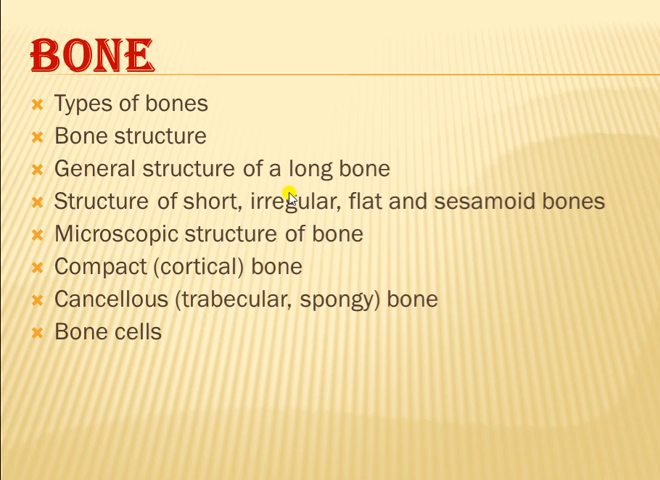 BONE
Types of bones
Bone structure
General structure of a long bone
Structure of short, irregular, flat and sesamoid bones
Microscopic structure of bone
Compact (cortical) bone
Cancellous (trabecular, spongy) bone
Bone cells